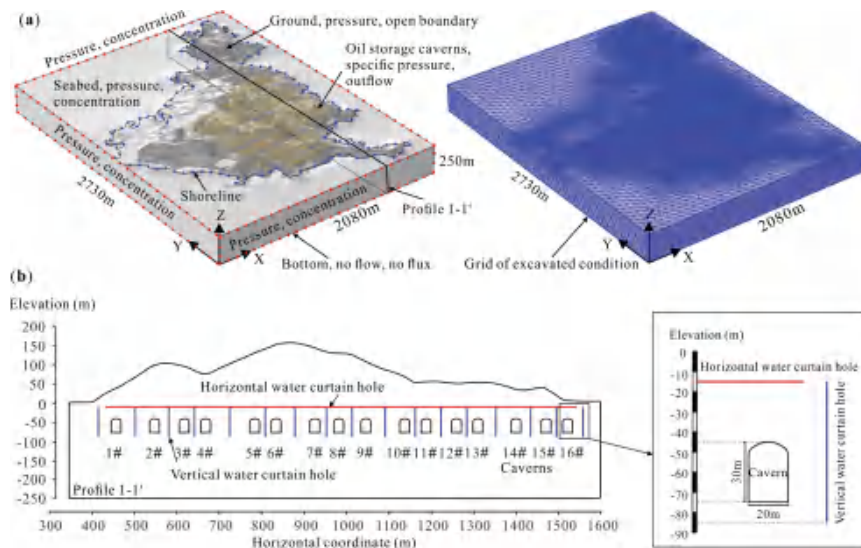 (a)
Pressure, concentration
Ground, pressure, open boundary
Oil storage caverns,
specific pressure,
outflow
Seabed, pressure,
concentration
Pressure, concentration
Shoreline
Pressure, concentration
250m
2730m
2080m
Profile 1-1'
Z
Y
X
Bottom, no flow, no flux
2730m
2080m
Z
Y
X
Grid of excavated condition
(b)
Elevation (m)
200
150
100
50
0
-50
-100
-150
-200
-250
Horizontal water curtain hole
1# 2# 3# 4# 5# 6# 7# 8# 9# 10# 11# 12# 13# 14# 15# 16#
Vertical water curtain hole
Caverns
Profile 1-1'
300 400 600 700 800 900 1000 1100 1200 1300 1400 1500 1600
Horizontal coordinate (m)
Elevation (m)
0
-10
-20
-30
-40
-50
-60
-70
-80
-90
Horizontal water curtain hole
Cavern
30m
20m
Vertical water curtain hole